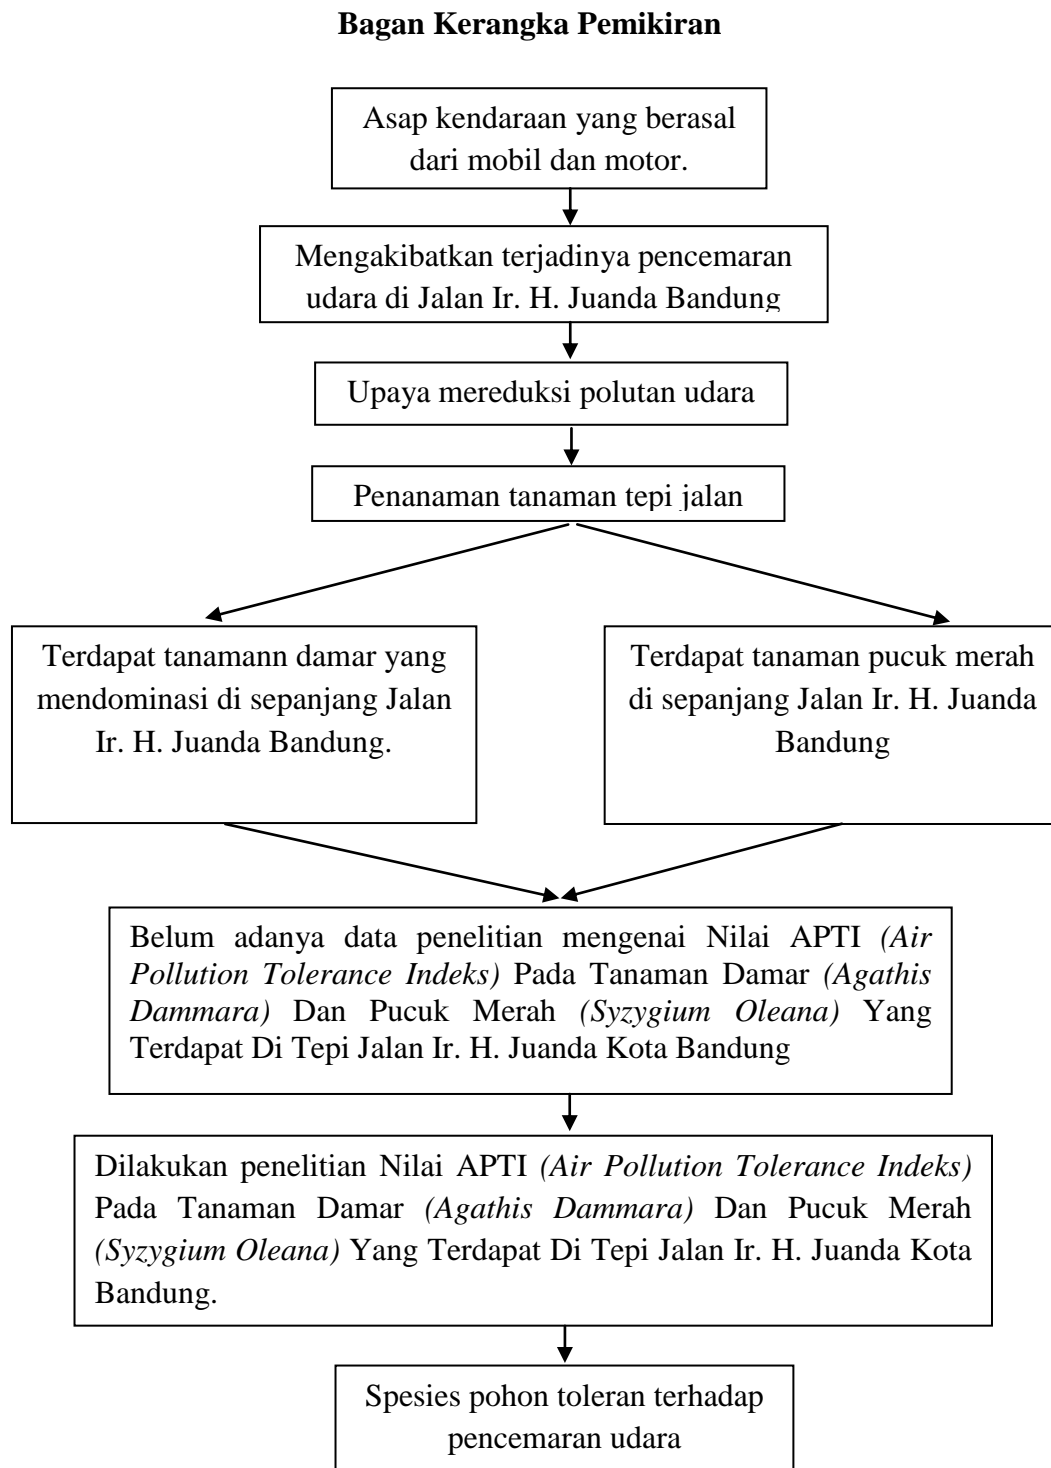 Bagan Kerangka Pemikiran
Asap kendaraan yang berasal
dari mobil dan motor.
Mengakibatkan terjadinya pencemaran
udara di Jalan Ir. H. Juanda Bandung
Upaya mereduksi polutan udara
Penanaman tanaman tepi jalan
Terdapat tanamann damar yang
mendominasi di sepanjang Jalan
Ir. H. Juanda Bandung.
Terdapat tanaman pucuk merah
di sepanjang Jalan Ir. H. Juanda
Bandung
Belum adanya data penelitian mengenai Nilai APTI (Air
Pollution Tolerance Indeks) Pada Tanaman Damar (Agathis
Dammara) Dan Pucuk Merah (Syzygium Oleana) Yang
Terdapat Di Tepi Jalan Ir. H. Juanda Kota Bandung
Dilakukan penelitian Nilai APTI (Air Pollution Tolerance Indeks)
Pada Tanaman Damar (Agathis Dammara) Dan Pucuk Merah
(Syzygium Oleana) Yang Terdapat Di Tepi Jalan Ir. H. Juanda Kota
Bandung.
Spesies pohon toleran terhadap
pencemaran udara